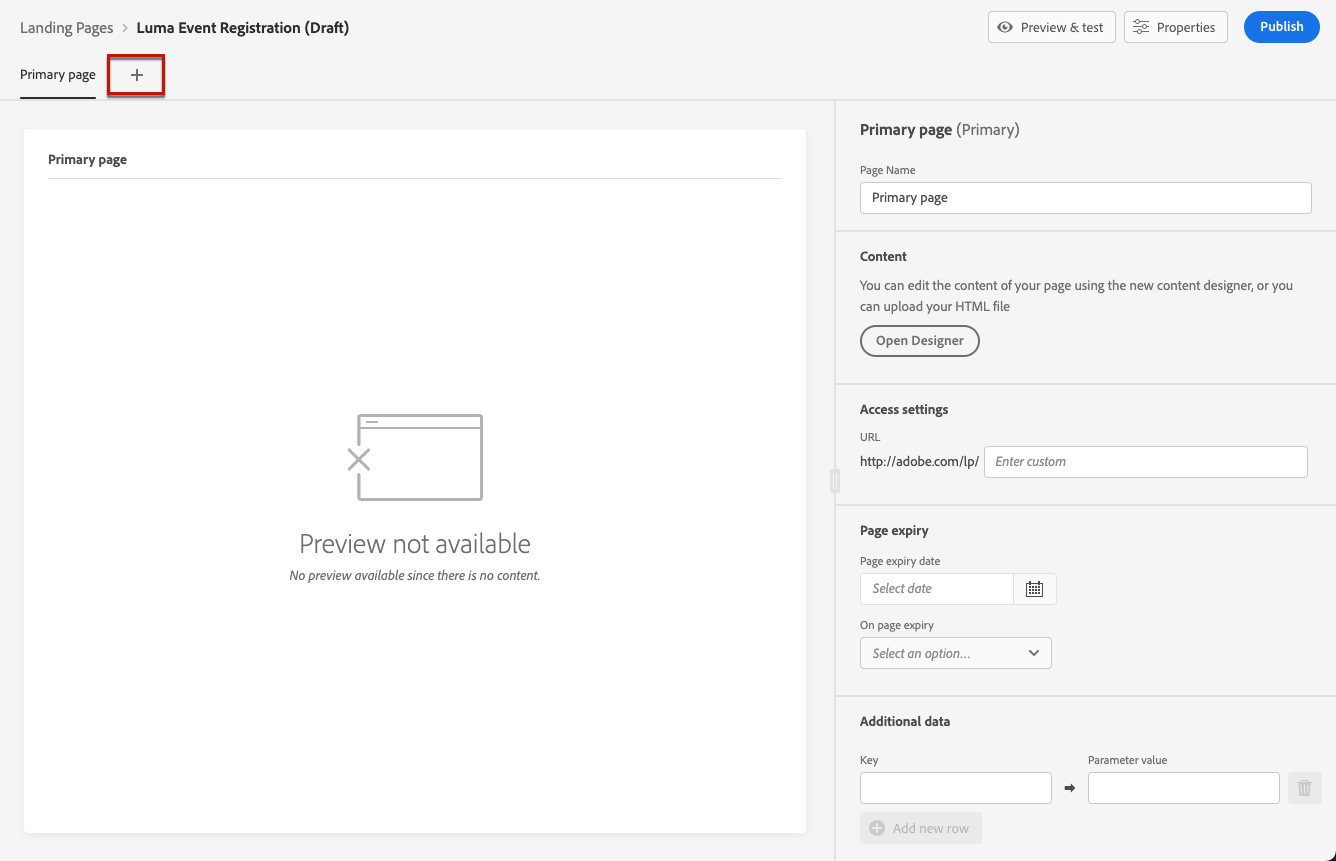 Landing Pages > Luma Event Registration (Draft)
Preview & test
Properties
Publish
Primary page
+
Primary page
Preview not available
No preview available since there is no content.
Primary page (Primary)
Page Name
Primary page
Content
You can edit the content of your page using the new content designer, or you
can upload your HTML file
Open Designer
Access settings
URL
http://adobe.com/lp/ Enter custom
Page expiry
Page expiry date
Select date
On page expiry
Select an option...
Additional data
Key
Parameter value
Add new row